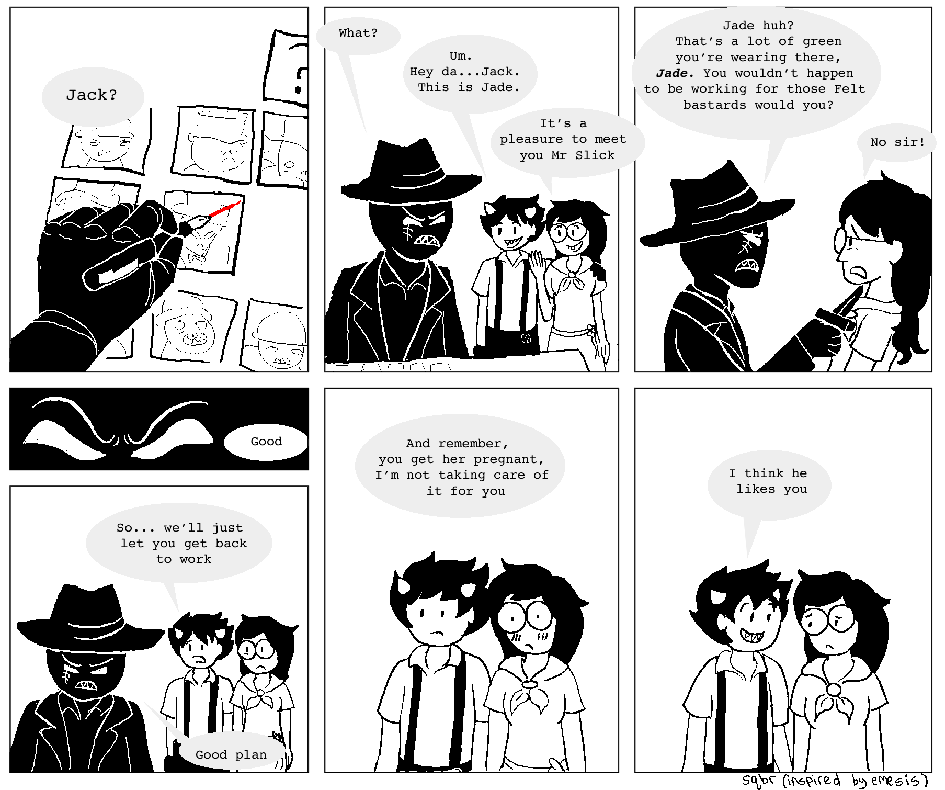 Jack?
What?
Um.
Hey da...Jack.
This is Jade.
It's a
pleasure to meet
you Mr Slick
Jade huh?
That's a lot of green
you're wearing there,
Jade. You wouldn't happen
to be working for those Felt
bastards would you?
No sir!
Good
So... we'll just
let you get back
to work
Good plan
And remember,
you get her pregnant,
I'm not taking care of
it for you
I think he
likes you
sqbr (inspired by emesis)